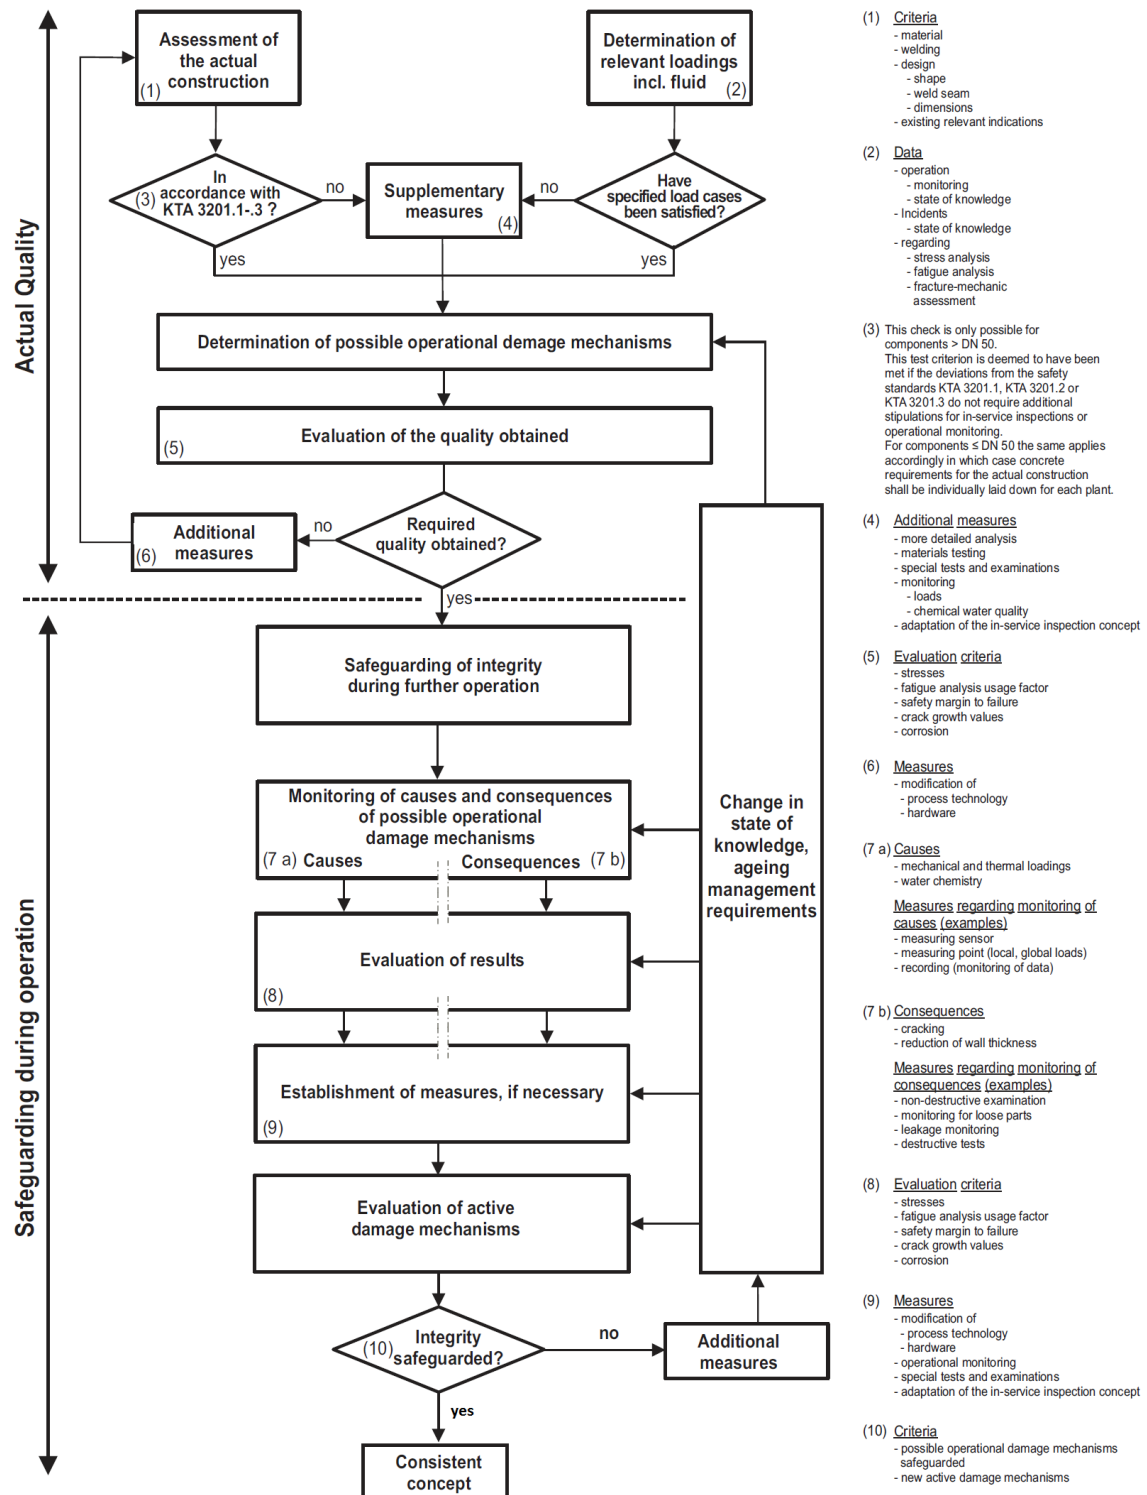 Actual Quality
Safeguarding during operation
Assessment of
the actual
construction
(1)
Determination of
relevant loadings
incl. fluid
(2)
In
accordance with
KTA 3201.1-.3 ?
(3)
no
Supplementary
measures
(4)
no
Have
specified load cases
been satisfied?
yes
yes
Determination of possible operational demage mechanisms
Evaluation of the quality obtained
(5)
Additional
measures
(6)
no
Required
quality obtained?
yes
Safeguarding of integrity
during further operation
Monitoring of causes and consequences
of possible operational
damage mechanisms
(7 a) Causes
Consequences (7 b)
Evaluation of results
(8)
Establishment of measures, if necessary
(9)
Evaluation of active
damage mechanisms
Change in
state of
knowledge,
ageing
management
requirements
Integrity
(10) safeguarded?
no
Additional
measures
yes
Consistent
concept
(1) Criteria
- material
- welding
- design
- shape
- weld seam
- dimensions
- existing relevant indications
(2) Data
- operation
- monitoring
- state of knowledge
- Incidents
- state of knowledge
- regarding
- stress analysis
- fatigue analysis
- fracture-mechanic
assessment
(3) This check is only possible for
components > DN 50.
This test criterion is deemed to have been
met if the deviations from the safety
standards KTA 3201.1, KTA 3201.2 or
KTA 3201.3 do not require additional
stipulations for in-service inspections or
operational monitoring.
For components ≤ DN 50 the same applies
accordingly in which case concrete
requirements for the actual construction
shall be individually laid down for each plant.
(4) Additional measures
- more detailed analysis
- materials testing
- special tests and examinations
- monitoring
- loads
- chemical water quality
- adaptation of the in-service inspection concept
(5) Evaluation criteria
- stresses
- fatigue analysis usage factor
- safety margin to failure
- crack growth values
- corrosion
(6) Measures
- modification of
- process technology
- hardware
(7 a) Causes
- mechanical and thermal loadings
- water chemistry
Measures regarding monitoring of
causes (examples)
- measuring sensor
- measuring point (local, global loads)
- recording (monitoring of data)
(7 b) Consequences
- cracking
- reduction of wall thickness
Measures regarding monitoring of
consequences (examples)
- non-destructive examination
- monitoring for loose parts
- leakage monitoring
- destructive tests
(8) Evaluation criteria
- stresses
- fatigue analysis usage factor
- safety margin to failure
- crack growth values
- corrosion
(9) Measures
- modification of
- process technology
- hardware
- operational monitoring
- special tests and examinations
- adaptation of the in-service inspection concept
(10) Criteria
- possible operational damage mechanisms
safeguarded
- new active damage mechanisms